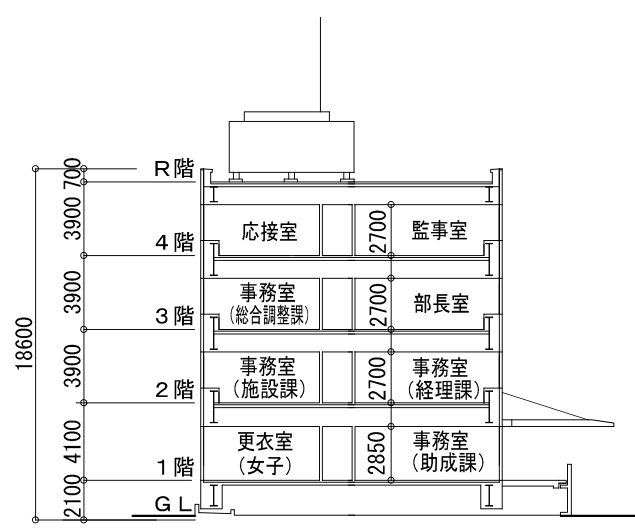 R階
700
3900
応接室
2700
監事室
4階
3900
事務室
(総合調整課)
2700
部長室
3階
18600
3900
事務室
(施設課)
2700
事務室
(経理課)
2階
4100
更衣室
(女子)
2850
事務室
(助成課)
1階
2100
GL